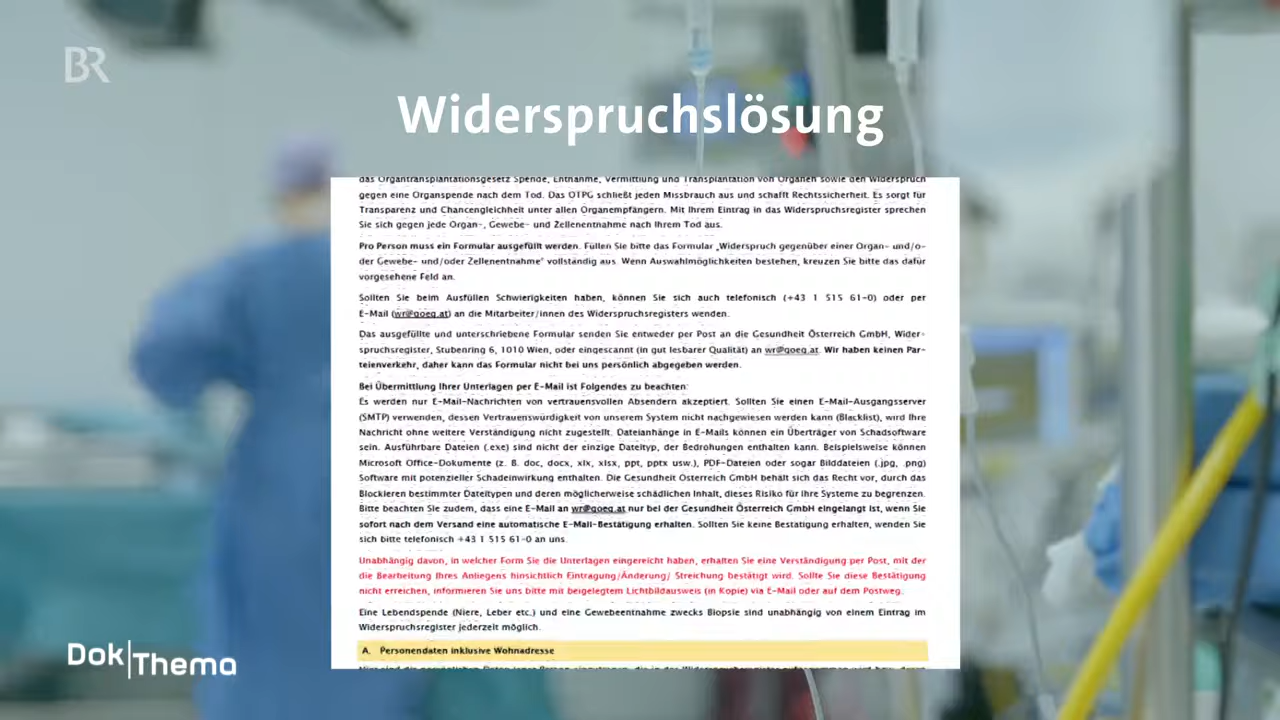 BR
Widerspruchslösung
das Organtransplantationsgesetz Spende, Entnahme, Vermittlung und Transplantation von Organen sowie den Widerspruch
gegen eine Organspende nach dem Tod. Das OTPG schließt jeden Missbrauch aus und schafft Rechtssicherheit. Es sorgt für
Transparenz und Chancengleichheit unter allen Organempfängern. Mit Ihrem Eintrag in das Widerspruchsregister sprechen
Sie sich gegen jede Organ-, Gewebe- und Zellenentnahme nach Ihrem Tod aus.
Pro Person muss ein Formular ausgefüllt werden. Füllen Sie bitte das Formular „Widerspruch gegenüber einer Organ- und/o-
der Gewebe- und/oder Zellenentnahme" vollständig aus. Wenn Auswahlmöglichkeiten bestehen, kreuzen Sie bitte das dafür
vorgesehene Feld an.
Sollten Sie beim Ausfüllen Schwierigkeiten haben, können Sie sich auch telefonisch (+43 1 515 61-0) oder per
E-Mail (wr@goeg.at) an die Mitarbeiter/innen des Widerspruchsregisters wenden.
Das ausgefüllte und unterschriebene Formular senden Sie entweder per Post an die Gesundheit Österreich GmbH, Wider-
spruchsregister, Stubenring 6, 1010 Wien, oder eingescannt (in gut lesbarer Qualität) an wr@goeg.at. Wir haben keinen Par-
teienverkehr, daher kann das Formular nicht bei uns persönlich abgegeben werden.
Bei Übermittlung Ihrer Unterlagen per E-Mail ist Folgendes zu beachten:
Es werden nur E-Mail-Nachrichten von vertrauensvollen Absendern akzeptiert. Sollten Sie einen E-Mail-Ausgangsserver
(SMTP) verwenden, dessen Vertrauenswürdigkeit von unserem System nicht nachgewiesen werden kann (Blacklist), wird Ihre
Nachricht ohne weitere Verständigung nicht zugestellt. Dateianhänge in E-Mails können ein Überträger von Schadsoftware
sein. Ausführbare Dateien (.exe) sind nicht der einzige Dateityp, der Bedrohungen enthalten kann. Beispielsweise können
Microsoft Office-Dokumente (z. B. doc, docx, xlx, xlsx, ppt, pptx usw.), PDF-Dateien oder sogar Bilddateien (.jpg, .png)
Software mit potenzieller Schadeinwirkung enthalten. Die Gesundheit Österreich GmbH behält sich das Recht vor, durch das
Blockieren bestimmter Dateitypen und deren möglicherweise schädlichen Inhalt, dieses Risiko für ihre Systeme zu begrenzen.
Bitte beachten Sie zudem, dass eine E-Mail an wr@goeg.at nur bei der Gesundheit Österreich GmbH eingelangt ist, wenn Sie
sofort nach dem Versand eine automatische E-Mail-Bestätigung erhalten. Sollten Sie keine Bestätigung erhalten, wenden Sie
sich bitte telefonisch +43 1 515 61-0 an uns.
Unabhängig davon, in welcher Form Sie die Unterlagen eingereicht haben, erhalten Sie eine Verständigung per Post, mit der
die Bearbeitung Ihres Anliegens hinsichtlich Eintragung/Änderung/ Streichung bestätigt wird. Sollte Sie diese Bestätigung
nicht erreichen, informieren Sie uns bitte mit beigelegtem Lichtbildausweis (in Kopie) via E-Mail oder auf dem Postweg.
Eine Lebendspende (Niere, Leber etc.) und eine Gewebeentnahme zwecks Biopsie sind unabhängig von einem Eintrag im
Widerspruchsregister jederzeit möglich.
A. Personendaten inklusive Wohnadresse
Dok Thema